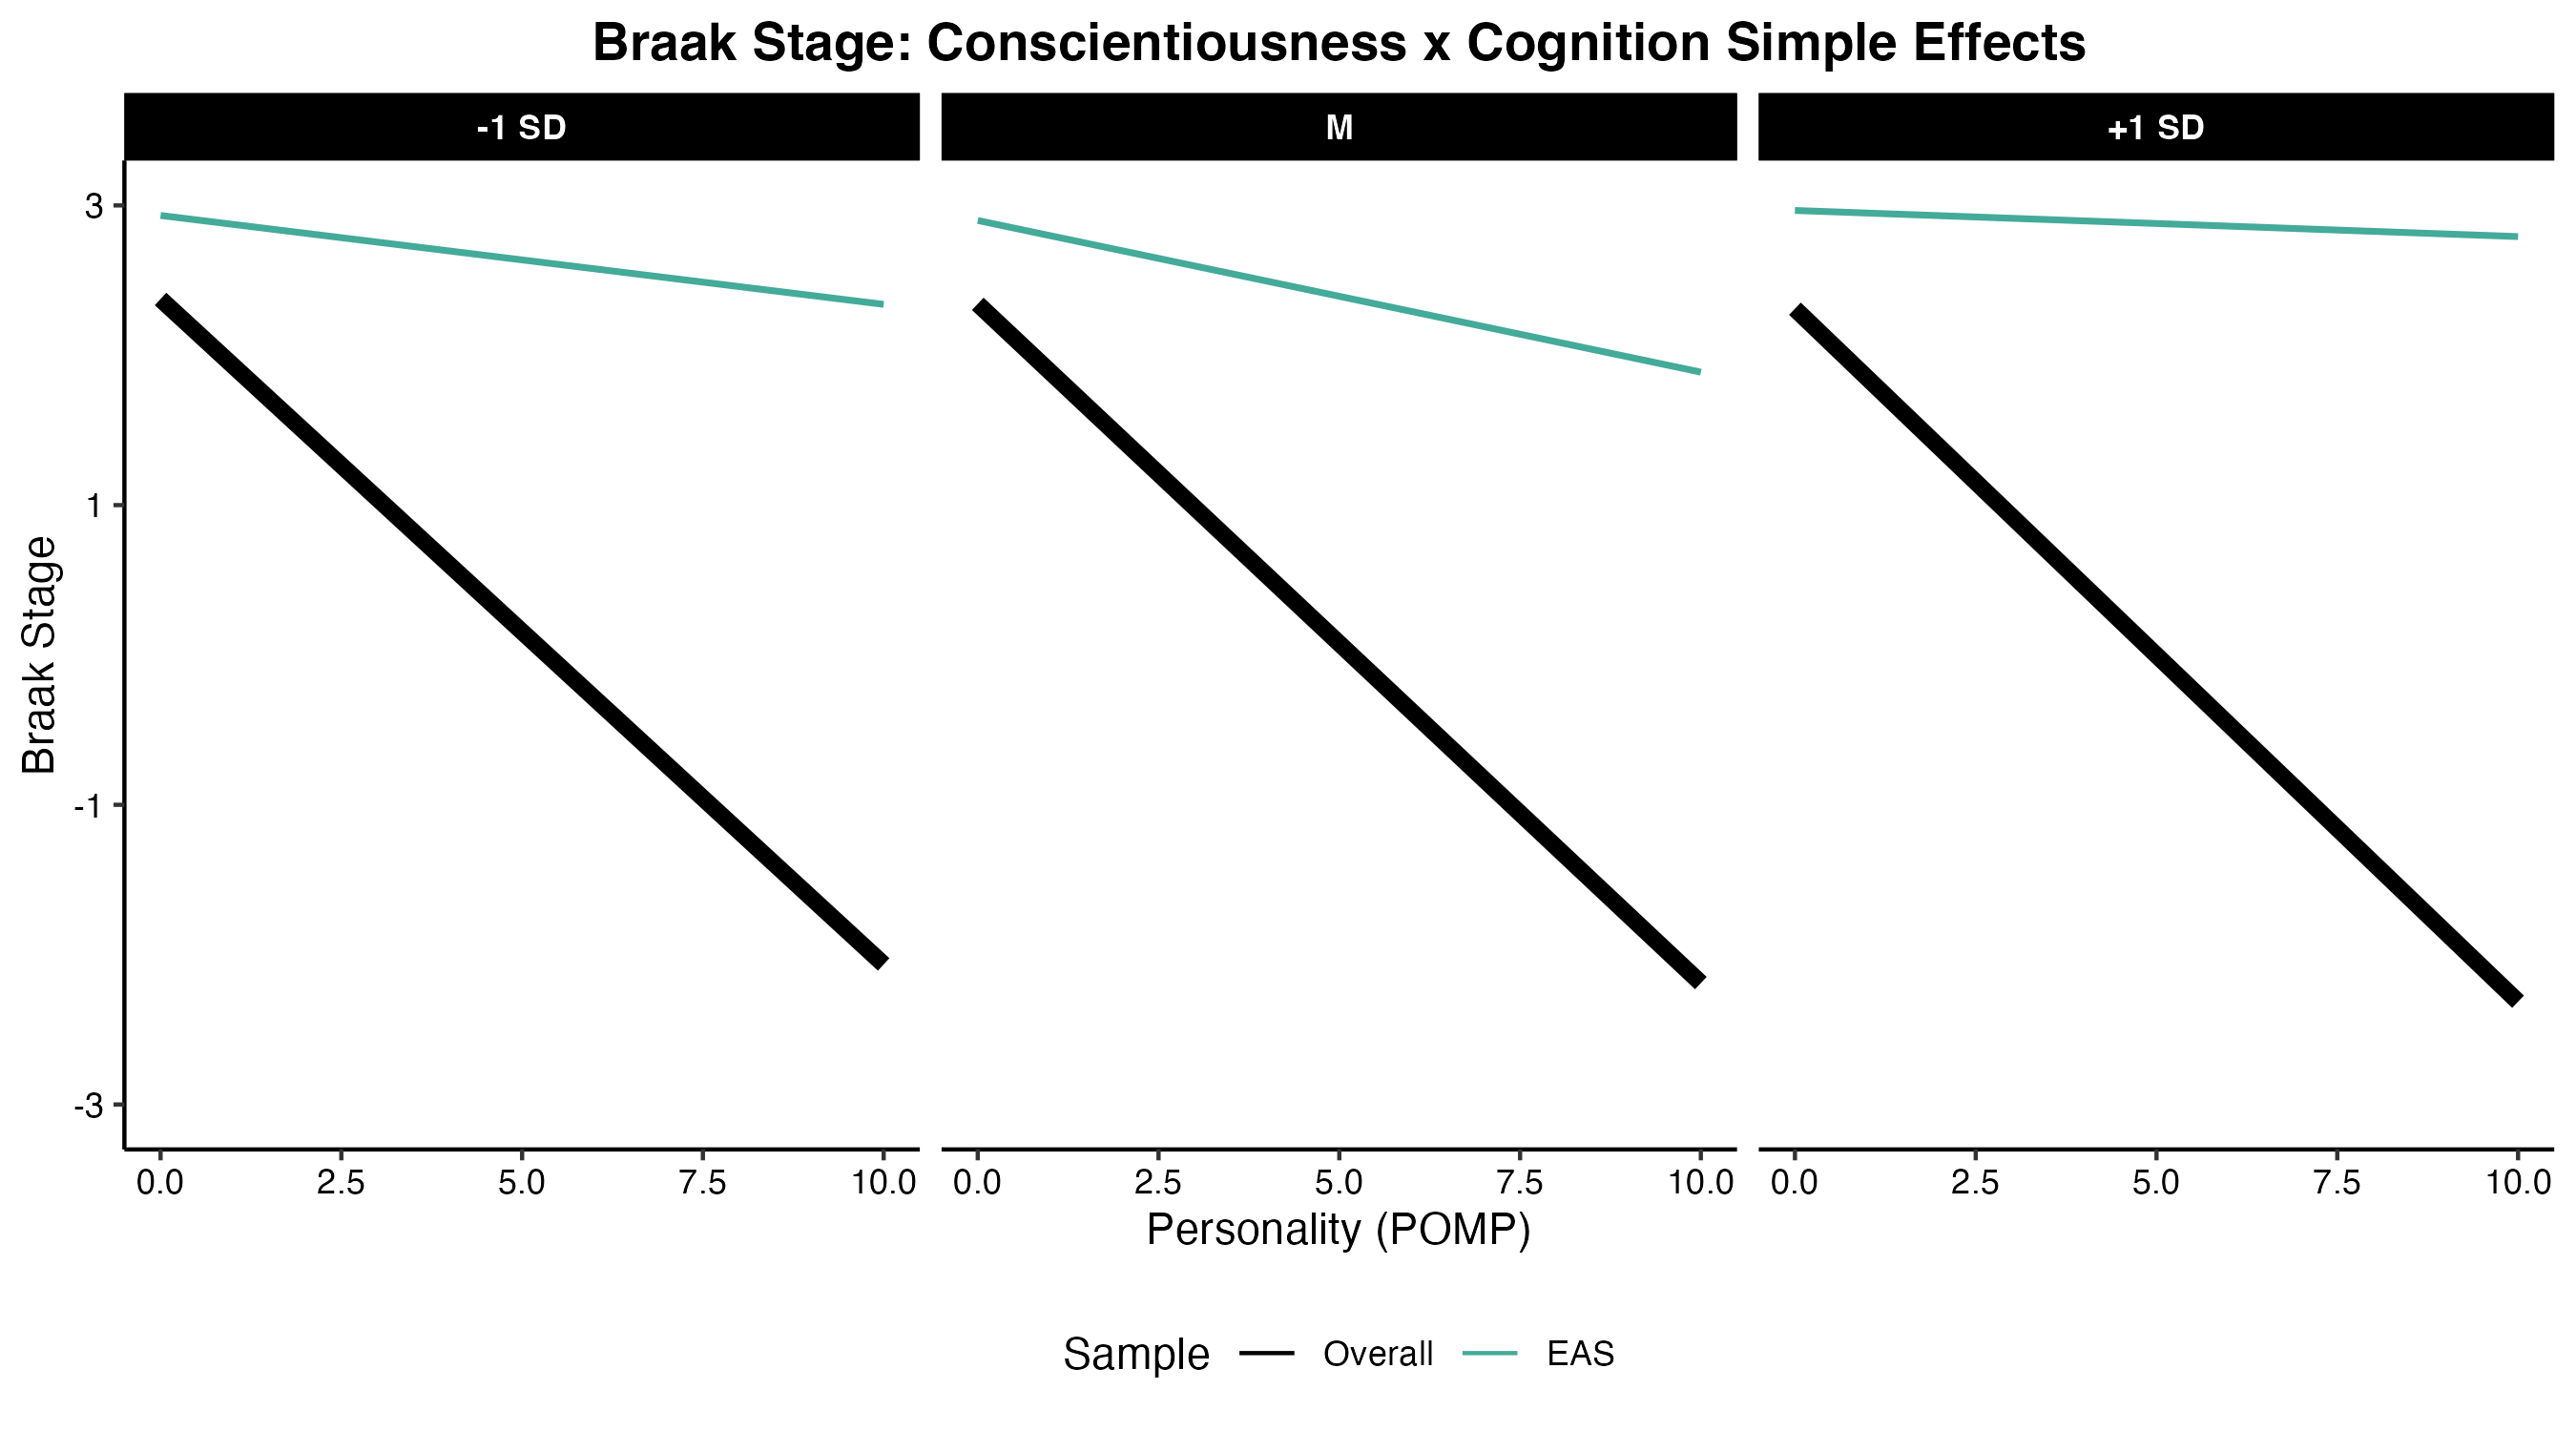 Braak Stage: Conscientiousness x Cognition Simple Effects
-1 SD
M
+1 SD
Braak Stage
3
1
-1
-3
0.0 2.5 5.0 7.5 10.0
0.0 2.5 5.0 7.5 10.0
0.0 2.5 5.0 7.5 10.0
Personality (POMP)
Sample Overall EAS